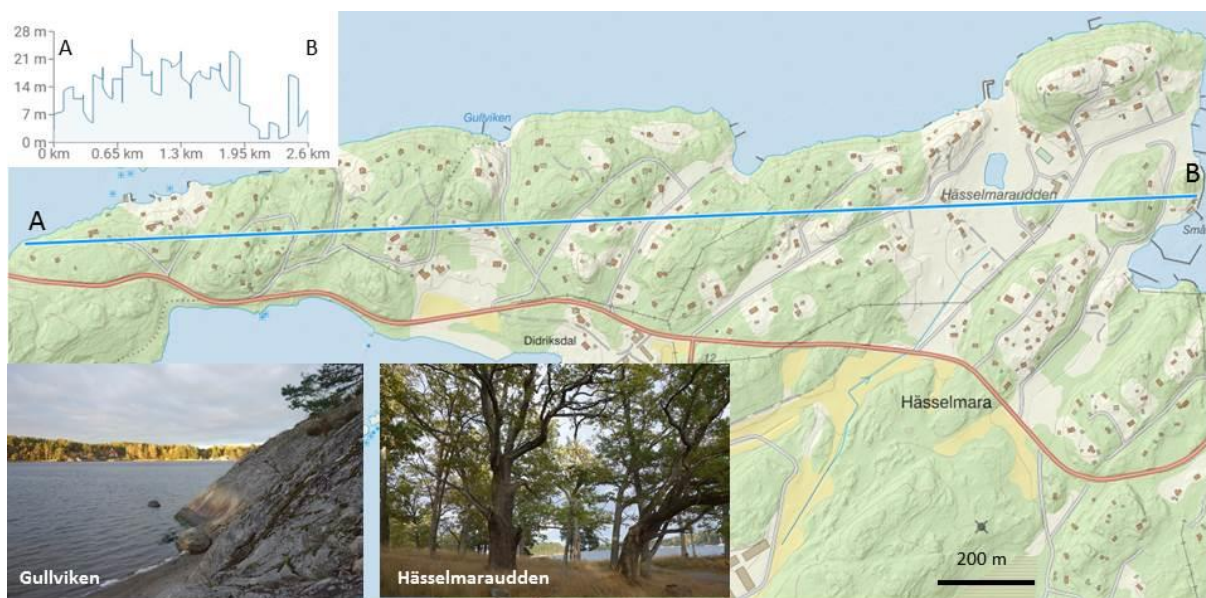 28 m
A
B
21 m
14 m
7 m
0 m
0 km
0.65 km
1.3 km
1.95 km
2.6 km
Gullviken
A
Hässelmaraudden
B
Didriksdal
12
Hässelmara
Gullviken
Hässelmaraudden
200 m